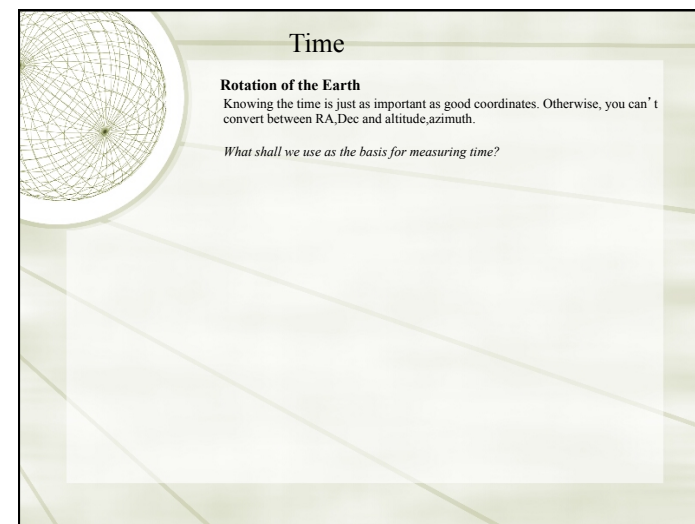 Time
Rotation of the Earth
Knowing the time is just as important as good coordinates. Otherwise, you can’t
convert between RA,Dec and altitude,azimuth.
What shall we use as the basis for measuring time?